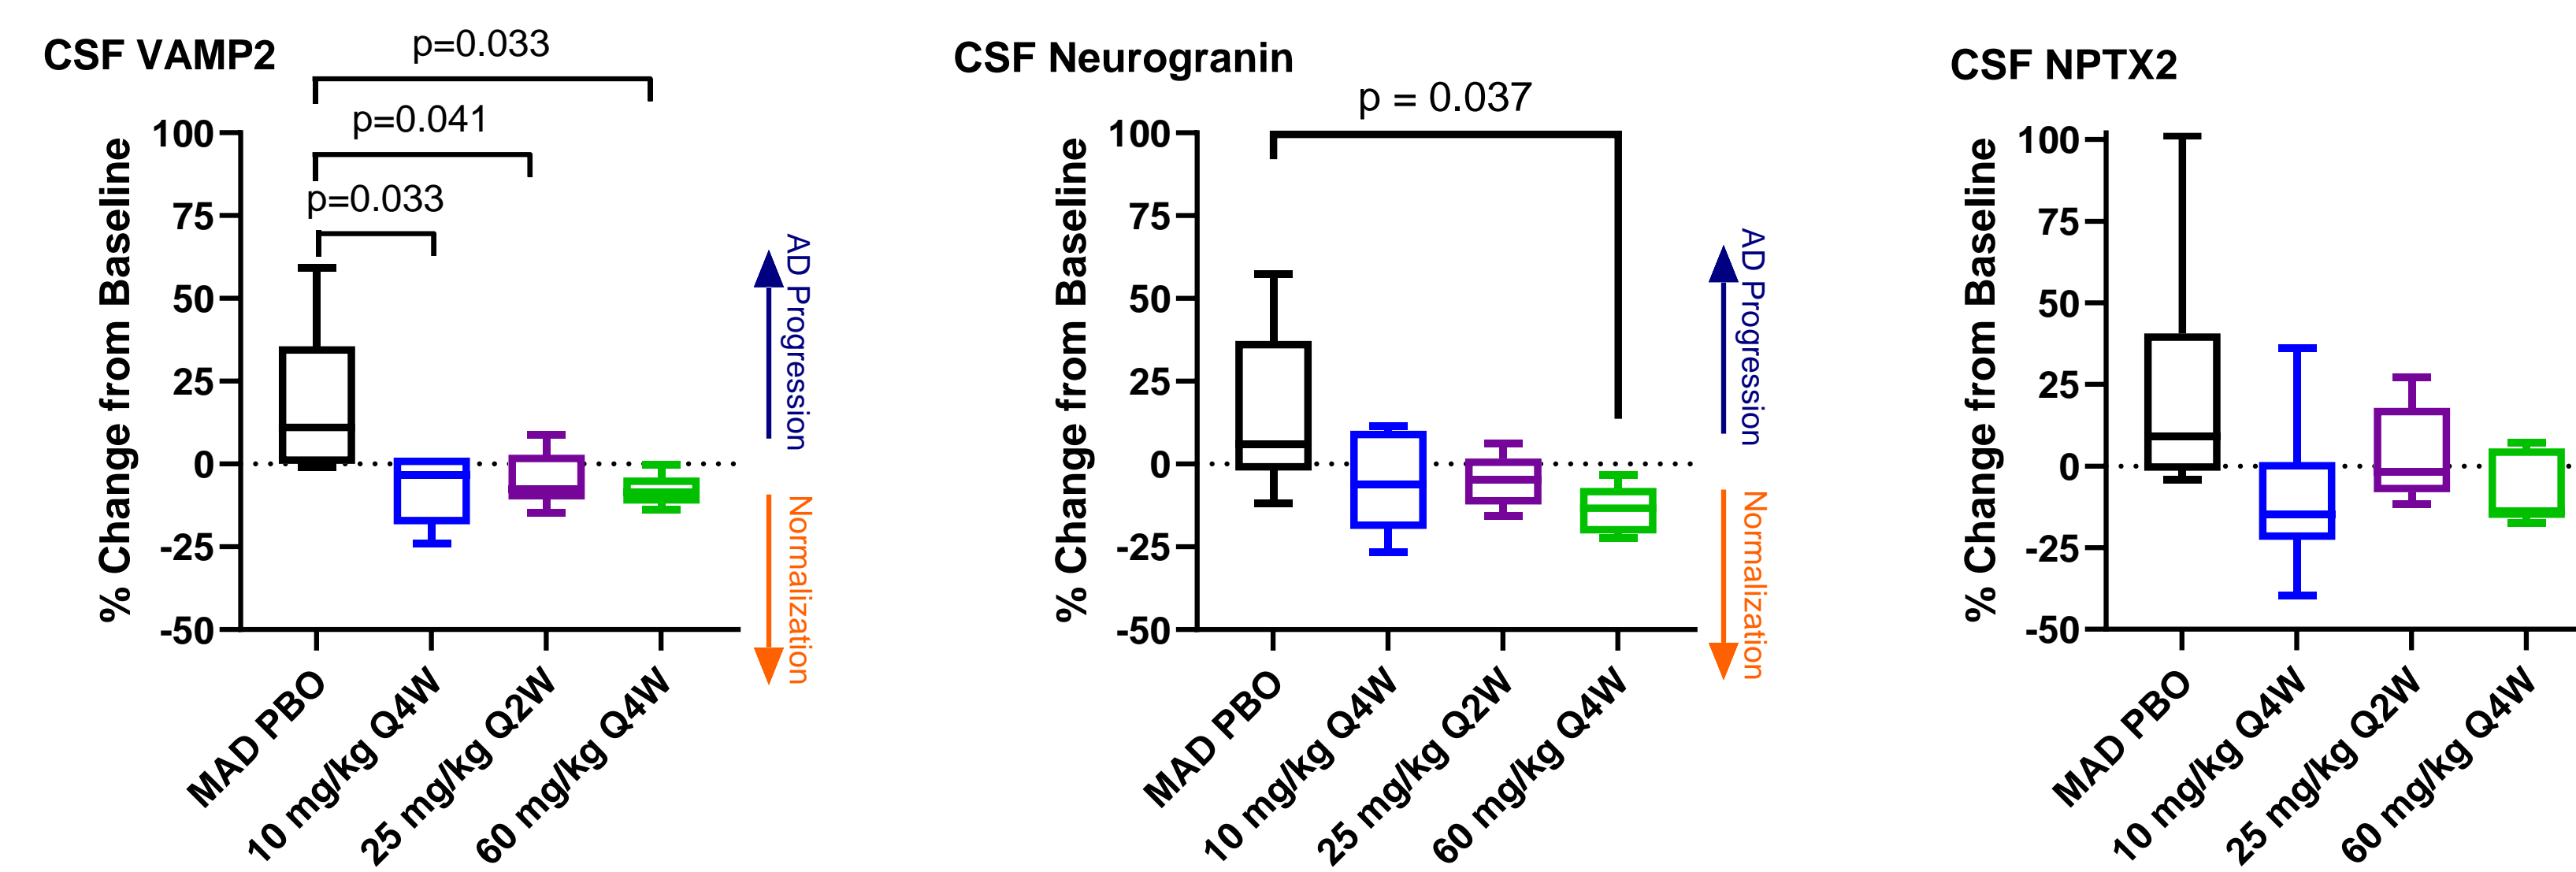 CSF VAMP2
p=0.033
p=0.041
p=0.033
% Change from Baseline
100
75
50
25
0
-25
-50
MAD PBO
10 mg/kg Q4W
25 mg/kg Q2W
60 mg/kg Q4W
AD Progression
Normalization
CSF Neurogranin
p = 0.037
% Change from Baseline
100
75
50
25
0
-25
-50
MAD PBO
10 mg/kg Q4W
25 mg/kg Q2W
60 mg/kg Q4W
AD Progression
Normalization
CSF NPTX2
% Change from Baseline
100
75
50
25
0
-25
-50
MAD PBO
10 mg/kg Q4W
25 mg/kg Q2W
60 mg/kg Q4W